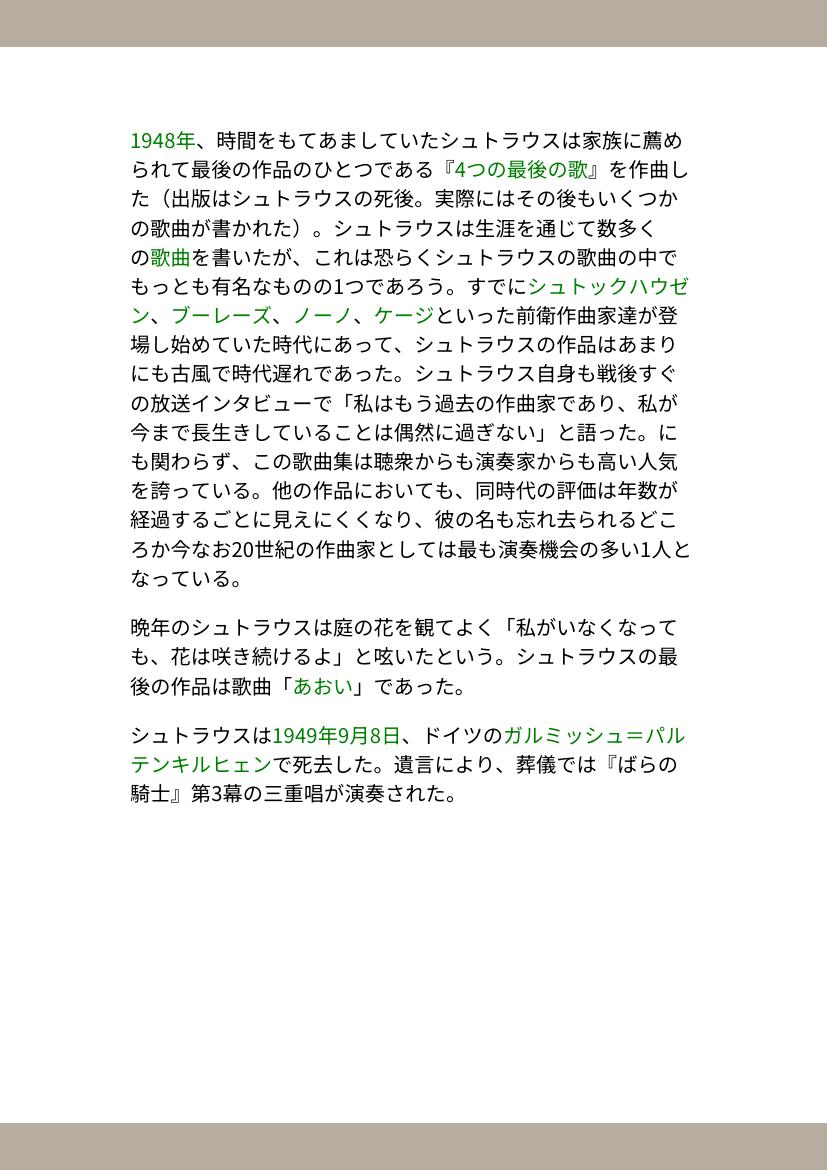 1948年、時間をもてあましていたシュトラウスは家族に薦め
られて最後の作品のひとつである『4つの最後の歌』を作曲し
た（出版はシュトラウスの死後。実際にはその後もいくつか
の歌曲が書かれた）。シュトラウスは生涯を通じて数多く
の歌曲を書いたが、これは恐らくシュトラウスの歌曲の中で
もっとも有名なものの1つであろう。すでにシュトックハウゼ
ン、ブーレーズ、ノーノ、ケージといった前衛作曲家達が登
場し始めていた時代にあって、シュトラウスの作品はあまり
にも古風で時代遅れであった。シュトラウス自身も戦後すぐ
の放送インタビューで「私はもう過去の作曲家であり、私が
今まで長生きしていることは偶然に過ぎない」と語った。に
も関わらず、この歌曲集は聴衆からも演奏家からも高い人気
を誇っている。他の作品においても、同時代の評価は年数が
経過するごとに見えにくくなり、彼の名も忘れ去られるどこ
ろか今なお20世紀の作曲家としては最も演奏機会の多い1人と
なっている。
晩年のシュトラウスは庭の花を観てよく「私がいなくなって
も、花は咲き続けるよ」と呟いたという。シュトラウスの最
後の作品は歌曲「あおい」であった。
シュトラウスは1949年9月8日、ドイツのガルミッシュ＝パル
テンキルヒェンで死去した。遺言により、葬儀では『ばらの
騎士』第3幕の三重唱が演奏された。